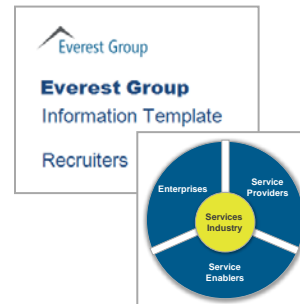 Everest Group
Everest Group
Information Template
Recruiters
Enterprises
Service
Providers
Services
Industry
Service
Enablers